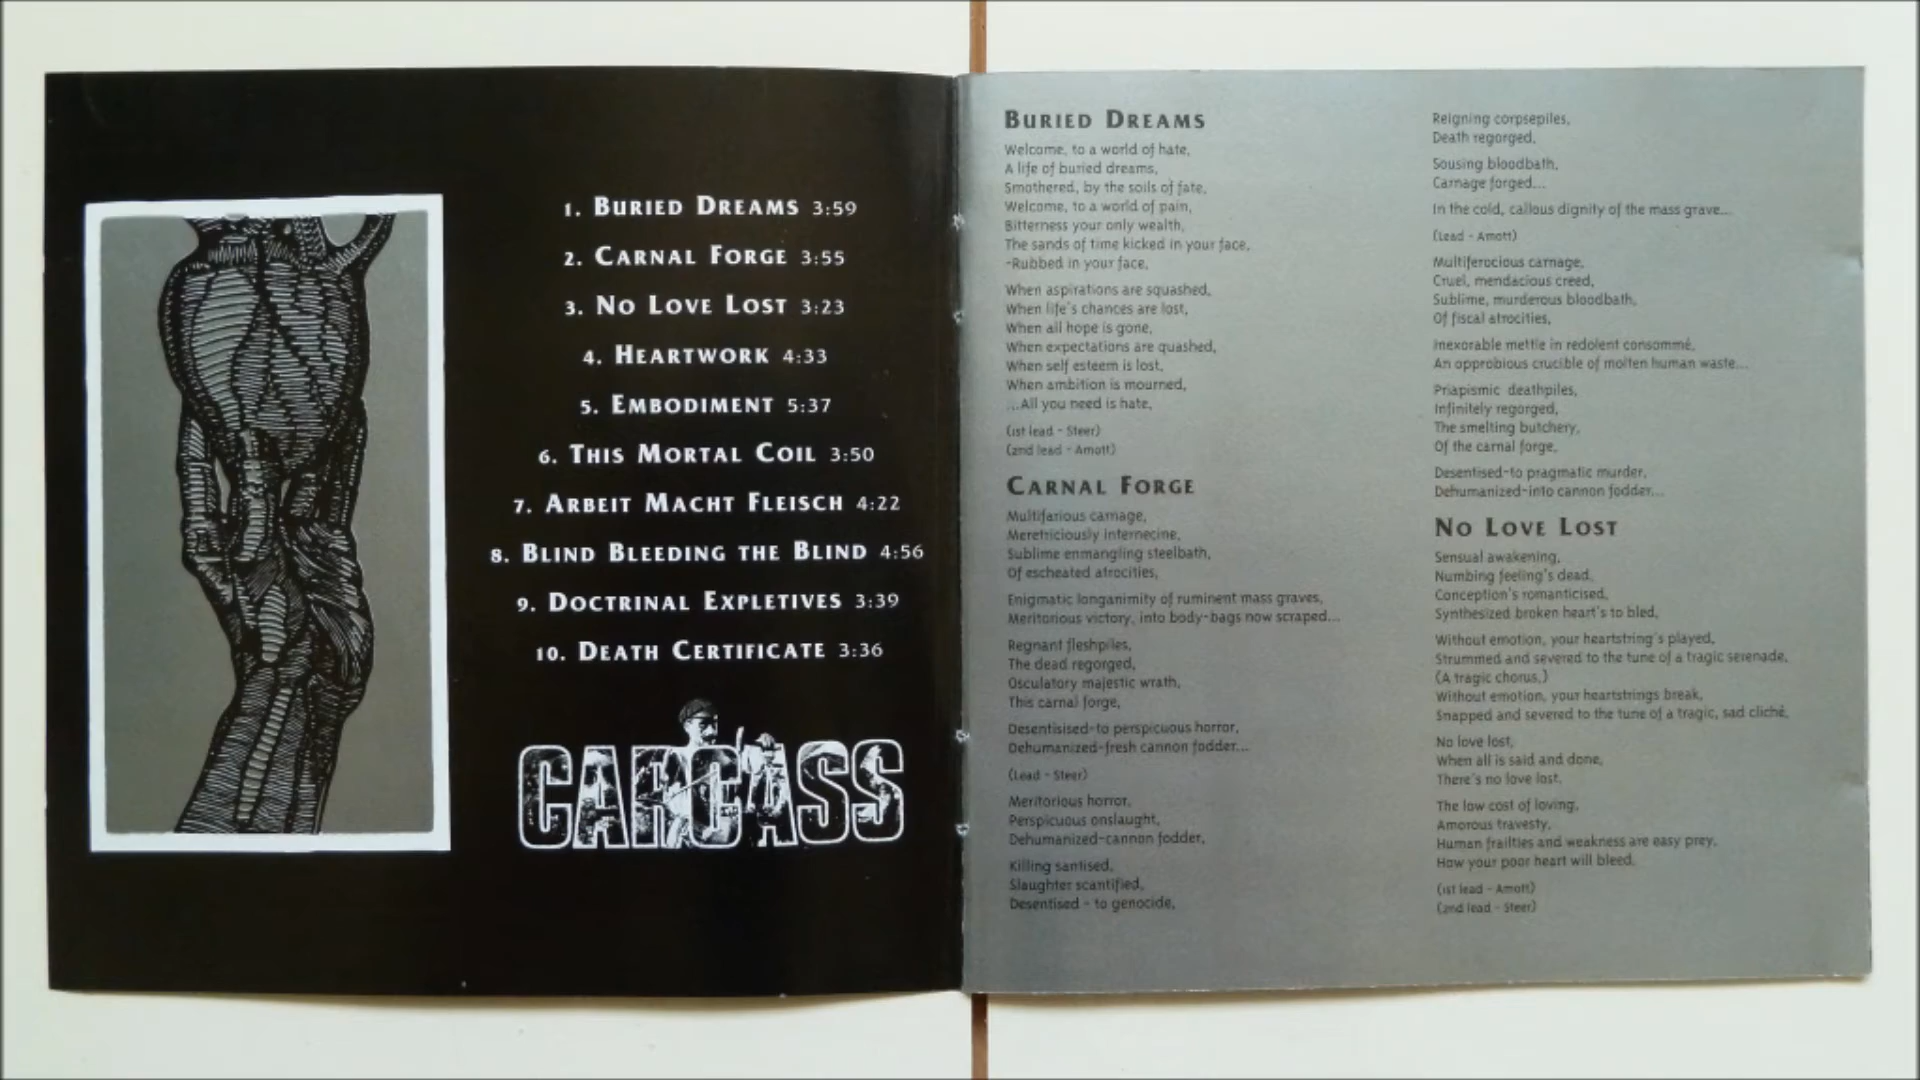 1. Buried Dreams 3:59
2. Carnal Forge 3:55
3. No Love Lost 3:23
4. Heartwork 4:33
5. Embodiment 5:37
6. This Mortal Coil 3:50
7. Arbeit Macht Fleisch 4:22
8. Blind Bleeding the Blind 4:56
9. Doctrinal Expletives 3:39
10. Death Certificate 3:36
CARCASS
Buried Dreams
Welcome, to a world of hate,
A life of buried dreams,
Smothered, by the soils of fate,
Welcome, to a world of pain,
Bitterness your only wealth,
The sands of time kicked in your face,
-Rubbed in your face,
When aspirations are squashed,
When life's chances are lost,
When all hope is gone,
When expectations are quashed,
When self esteem is lost,
When ambition is mourned,
...All you need is hate,
(1st lead - Steer)
(2nd lead - Amott)
Carnal Forge
Multifarious carnage,
Meretriciously internecine,
Sublime enmangling steelbath,
Of escheated atrocities,
Enigmatic longanimity of ruminent mass graves,
Meritorious victory, into body-bags now scraped...
Regnant fleshpiles,
The dead regorged,
Osculatory majestic wrath,
This carnal forge,
Desentisised-to perspicuous horror,
Dehumanized-fresh cannon fodder...
(Lead - Steer)
Meritorious horror,
Perspicuous onslaught,
Dehumanized-cannon fodder,
Killing santised,
Slaughter scantified,
Desentised - to genocide,
Reigning corpsepiles,
Death regorged,
Sousing bloodbath,
Carnage forged...
In the cold, callous dignity of the mass grave...
(Lead - Amott)
Multiferocious carnage,
Cruel, mendacious creed,
Sublime, murderous bloodbath,
Of fiscal atrocities,
Inexorable mettle in redolent consommé,
An opprobious crucible of molten human waste...
Priapismic deathpiles,
Infinitely regorged,
The smelting butchery,
Of the carnal forge,
Desentised-to pragmatic murder,
Dehumanized-into cannon fodder...
No Love Lost
Sensual awakening,
Numbing feeling's dead,
Conception's romanticised,
Synthesized broken heart's to bled,
Without emotion, your heartstring's played,
Strummed and severed to the tune of a tragic serenade,
(A tragic chorus,)
Without emotion, your heartstrings break,
Snapped and severed to the tune of a tragic, sad cliché,
No love lost,
When all is said and done,
There's no love lost,
The low cost of loving,
Amorous travesty,
Human frailties and weakness are easy prey,
How your poor heart will bleed,
(1st lead - Amott)
(2nd lead - Steer)